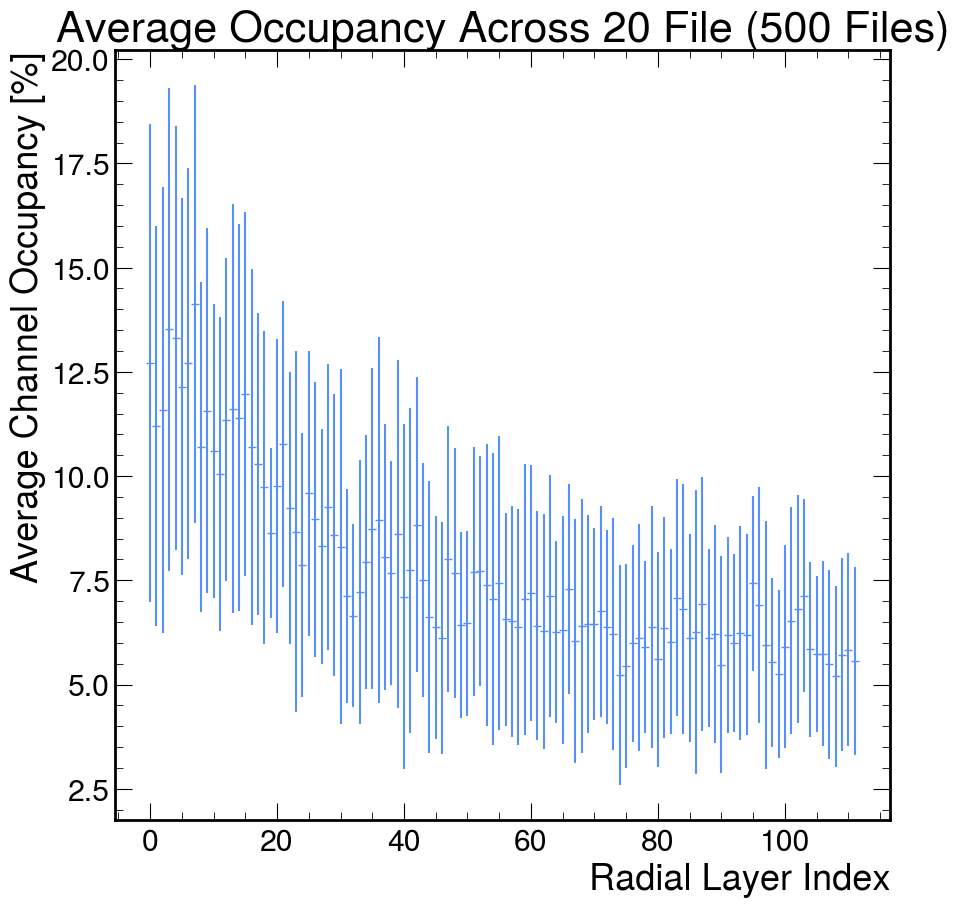 Average Occupancy Across 20 File (500 Files)
Average Channel Occupancy [%]
20.0
17.5
15.0
12.5
10.0
7.5
5.0
2.5
0 20 40 60 80 100
Radial Layer Index